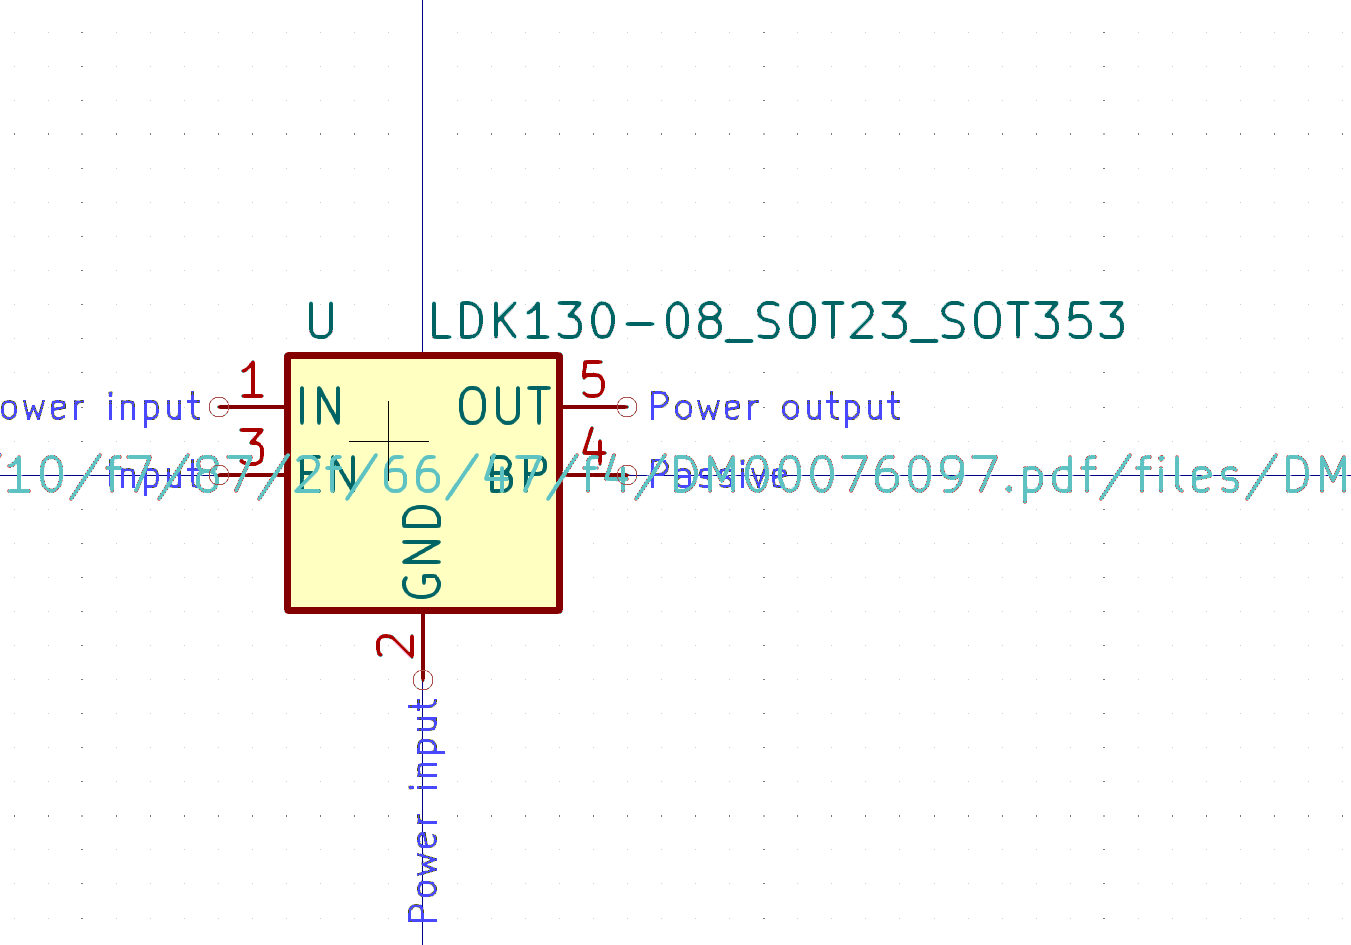 U LDK130-08_SOT23_SOT353
1 5
ower input IN OUT Power output
3 4
Input EN BP Passive
/10/f7/87/2f/66/47/f4/DM00076097.pdf/files/DM
GND
2
Power input